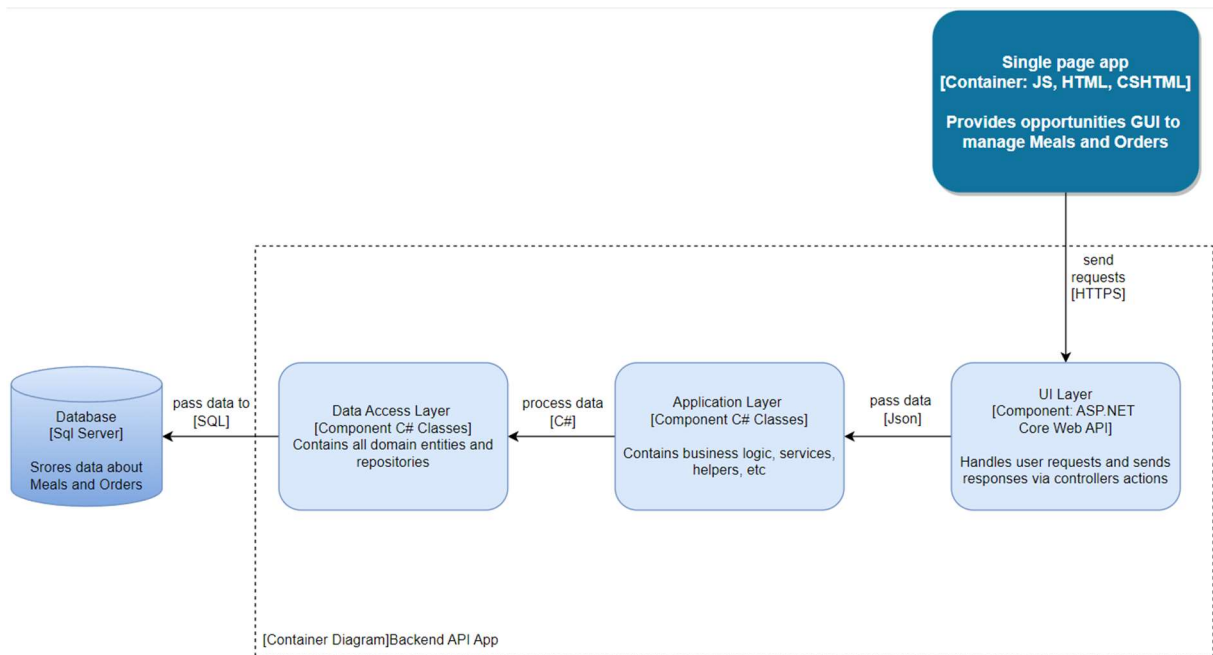 Single page app
[Container: JS, HTML, CSHTML]
Provides opportunities GUI to
manage Meals and Orders
send
requests
[HTTPS]
Database
[Sql Server]
Srores data about
Meals and Orders
pass data to
[SQL]
Data Access Layer
[Component C# Classes]
Contains all domain entities and
repositories
process data
[C#]
Application Layer
[Component C# Classes]
Contains business logic, services,
helpers, etc
pass data
[Json]
UI Layer
[Component: ASP.NET
Core Web API]
Handles user requests and sends
responses via controllers actions
[Container Diagram]Backend API App